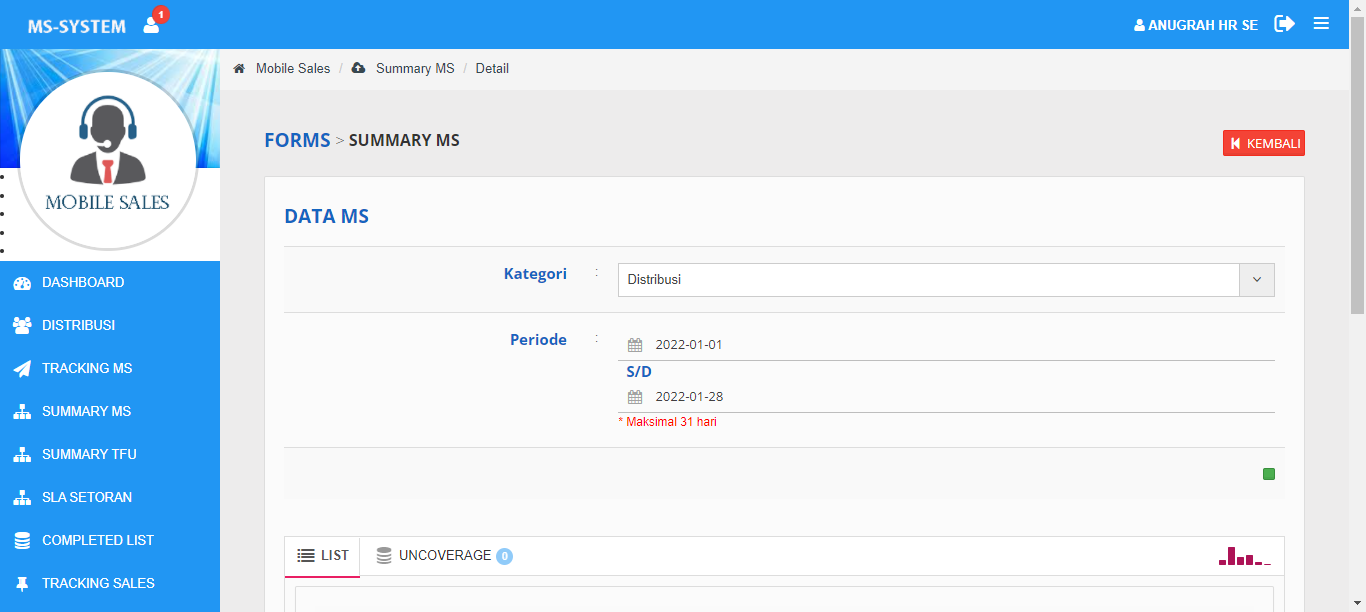 MS-SYSTEM 1 ANUGRAH HR SE
Mobile Sales / Summary MS / Detail
MOBILE SALES
DASHBOARD
DISTRIBUSI
TRACKING MS
SUMMARY MS
SUMMARY TFU
SLA SETORAN
COMPLETED LIST
TRACKING SALES
FORMS > SUMMARY MS
KEMBALI
DATA MS
Kategori : Distribusi
Periode : 2022-01-01
S/D
2022-01-28
* Maksimal 31 hari
LIST UNCOVERAGE 0